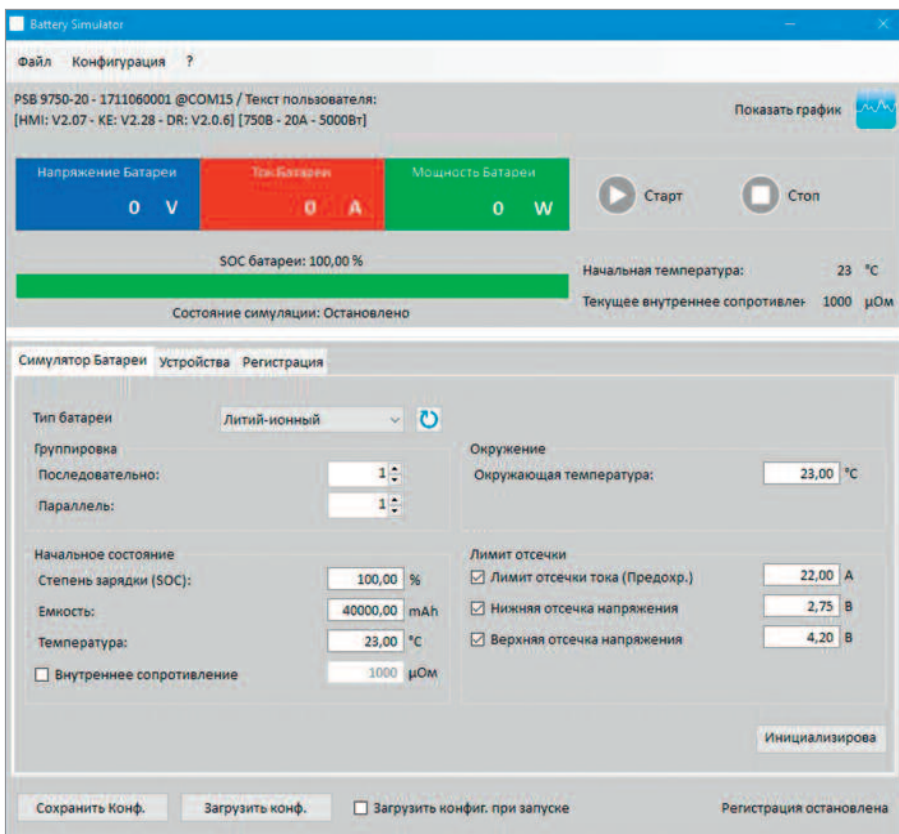 Battery Simulator
Файл Конфигурация ?
PSB 9750-20 - 1711060001 @COM15 / Текст пользователя:
[HMI: V2.07 - KE: V2.28 - DR: V2.0.6] [750В - 20А - 5000Вт]
Показать график
Напряжение Батареи
0 V
Ток Батареи
0 A
Мощность Батареи
0 W
Старт
Стоп
SOC батареи: 100,00 %
Состояние симуляции: Остановлено
Начальная температура: 23 °C
Текущее внутреннее сопротивлен 1000 µОм
Симулятор Батареи Устройства Регистрация
Тип батареи Литий-ионный
Группировка
Последовательно: 1
Параллель: 1
Окружение
Окружающая температура: 23,00 °C
Начальное состояние
Степень зарядки (SOC): 100,00 %
Емкость: 40000,00 mAh
Температура: 23,00 °C
Внутреннее сопротивление 1000 µОм
Лимит отсечки
Лимит отсечки тока (Предохр.) 22,00 A
Нижняя отсечка напряжения 2,75 В
Верхняя отсечка напряжения 4,20 В
Инициализирова
Сохранить Конф. Загрузить конф. Загрузить конфиг. при запуске Регистрация остановлена